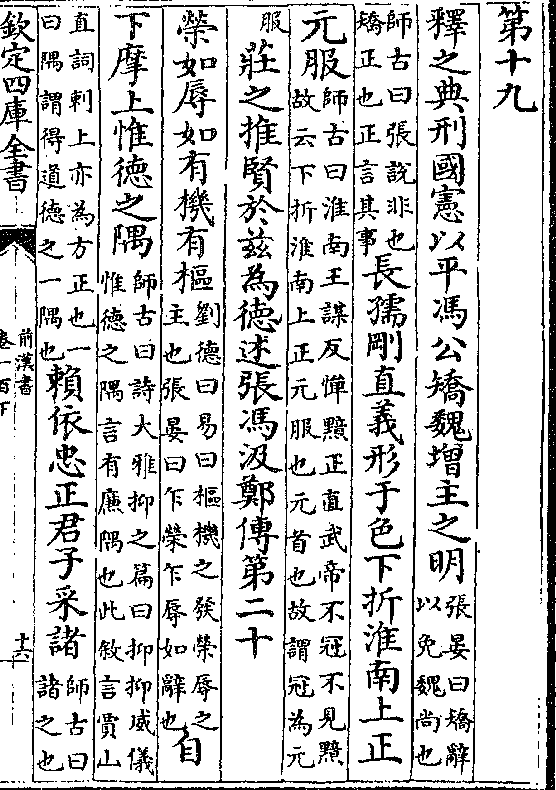 第十九
釋之典刑國憲以平馮公矯魏增主之明張晏曰矯辭以免魏尚也
師古曰張說非也矯正也正言其事長孺剛直義形于色下折淮南上正
元服師古曰淮南王謀反憚黯正直武帝不冠不見黯故云下折淮南上正元服也元首也故謂冠為元
服莊之推賢於兹為德述張馮汲鄭傳第二十
榮如辱如有機有樞劉德曰易曰樞機之發榮辱之主也張晏曰乍榮乍辱如辭也自
下摩上惟德之隅師古曰詩大雅抑之篇曰抑抑威儀惟德之隅言有廉隅也此敘言賈山
直詞刺上亦為方正也一曰隅謂得道德之一隅也賴依忠正君子采諸師古曰諸之也
欽定四庫全書
前漢書
卷一百下
十六